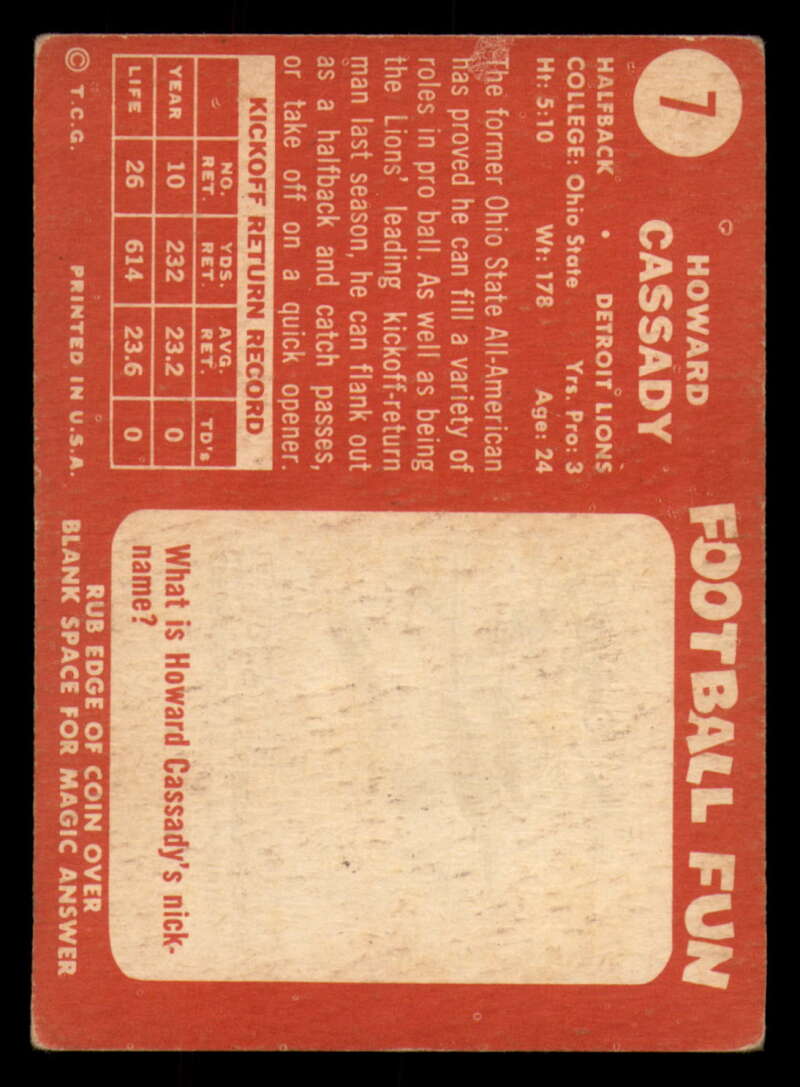 7
HOWARD
CASSADY
HALFBACK • DETROIT LIONS
COLLEGE: Ohio State Yrs. Pro: 3
Ht: 5:10 Wt: 178 Age: 24
The former Ohio State All-American
has proved he can fill a variety of
roles in pro ball. As well as being
the Lions' leading kickoff-return
man last season, he can flank out
as a halfback and catch passes,
or take off on a quick opener.
KICKOFF RETURN RECORD
NO. RET. YDS. RET. AVG. RET. TD's
YEAR 10 232 23.2 0
LIFE 26 614 23.6 0
© T.C.G. PRINTED IN U.S.A.
FOOTBALL FUN
What is Howard Cassady's nick-
name?
RUB EDGE OF COIN OVER
BLANK SPACE FOR MAGIC ANSWER